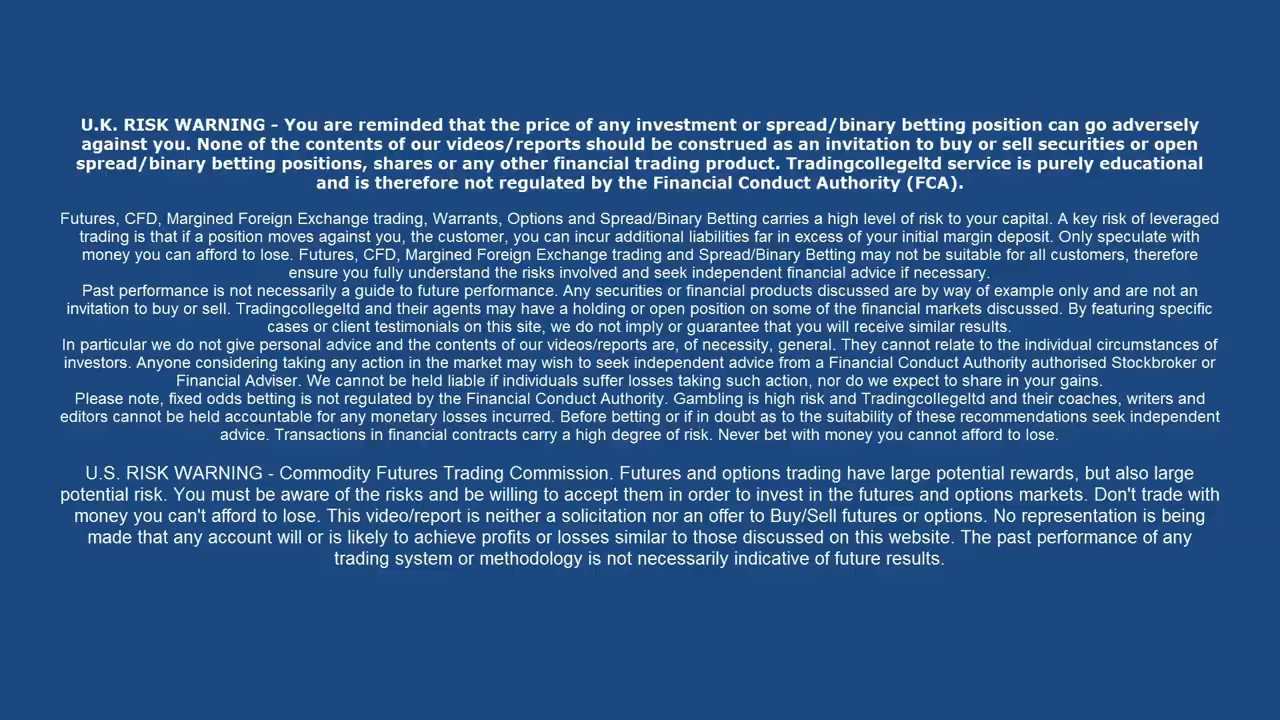 U.K. RISK WARNING - You are reminded that the price of any investment or spread/binary betting position can go adversely
against you. None of the contents of our videos/reports should be construed as an invitation to buy or sell securities or open
spread/binary betting positions, shares or any other financial trading product. Tradingcollegeltd service is purely educational
and is therefore not regulated by the Financial Conduct Authority (FCA).
Futures, CFD, Margined Foreign Exchange trading, Warrants, Options and Spread/Binary Betting carries a high level of risk to your capital. A key risk of leveraged
trading is that if a position moves against you, the customer, you can incur additional liabilities far in excess of your initial margin deposit. Only speculate with
money you can afford to lose. Futures, CFD, Margined Foreign Exchange trading and Spread/Binary Betting may not be suitable for all customers, therefore
ensure you fully understand the risks involved and seek independent financial advice if necessary.
Past performance is not necessarily a guide to future performance. Any securities or financial products discussed are by way of example only and are not an
invitation to buy or sell. Tradingcollegeltd and their agents may have a holding or open position on some of the financial markets discussed. By featuring specific
cases or client testimonials on this site, we do not imply or guarantee that you will receive similar results.
In particular we do not give personal advice and the contents of our videos/reports are, of necessity, general. They cannot relate to the individual circumstances of
investors. Anyone considering taking any action in the market may wish to seek independent advice from a Financial Conduct Authority authorised Stockbroker or
Financial Adviser. We cannot be held liable if individuals suffer losses taking such action, nor do we expect to share in your gains.
Please note, fixed odds betting is not regulated by the Financial Conduct Authority. Gambling is high risk and Tradingcollegeltd and their coaches, writers and
editors cannot be held accountable for any monetary losses incurred. Before betting or if in doubt as to the suitability of these recommendations seek independent
advice. Transactions in financial contracts carry a high degree of risk. Never bet with money you cannot afford to lose.
U.S. RISK WARNING - Commodity Futures Trading Commission. Futures and options trading have large potential rewards, but also large
potential risk. You must be aware of the risks and be willing to accept them in order to invest in the futures and options markets. Don't trade with
money you can't afford to lose. This video/report is neither a solicitation nor an offer to Buy/Sell futures or options. No representation is being
made that any account will or is likely to achieve profits or losses similar to those discussed on this website. The past performance of any
trading system or methodology is not necessarily indicative of future results.